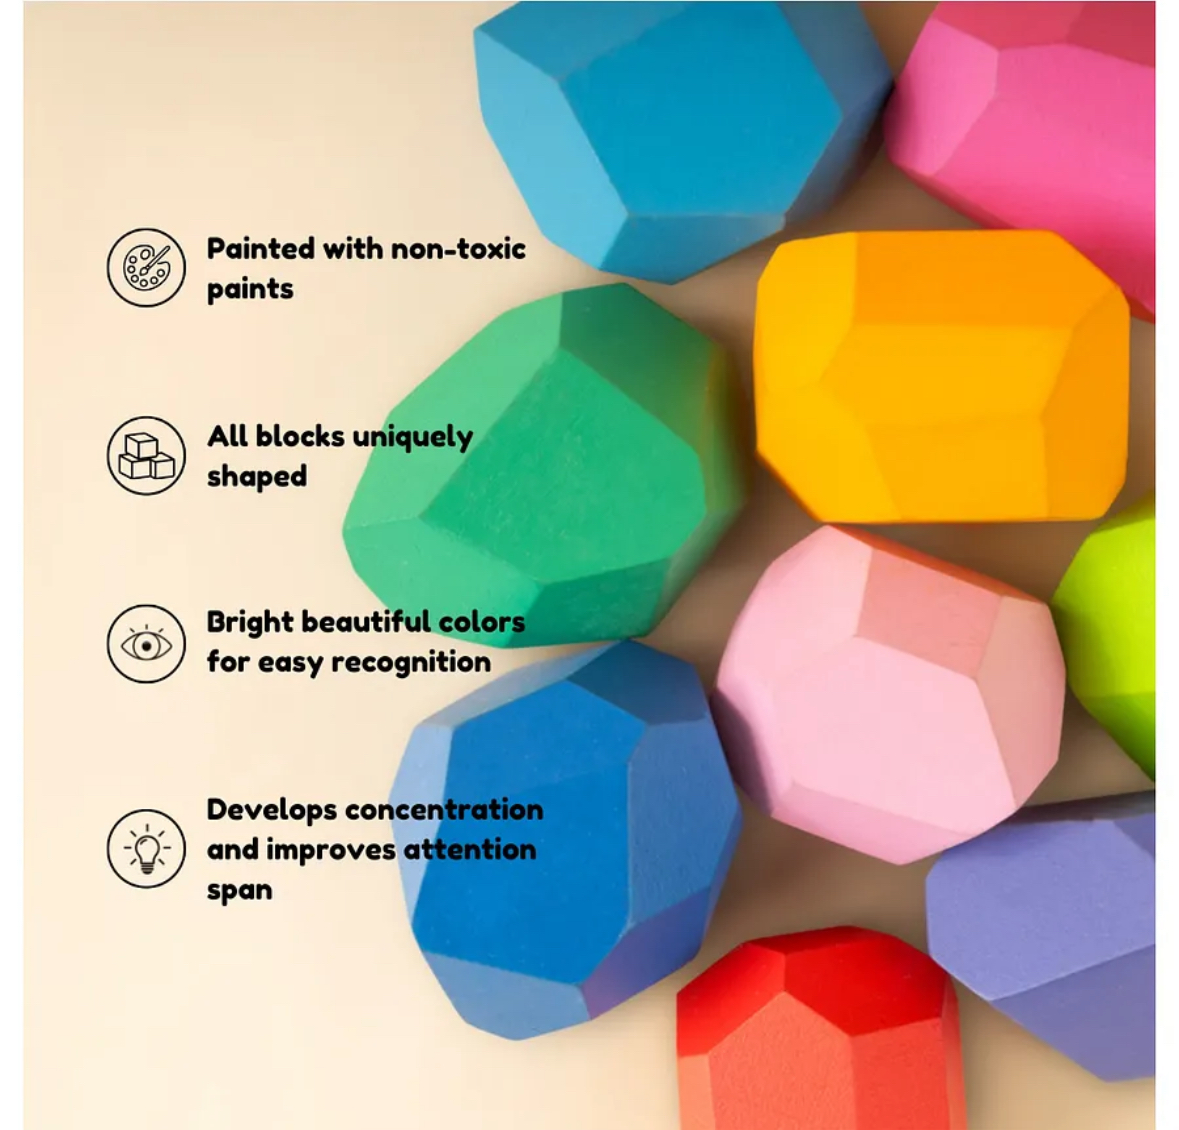 Painted with non-toxic
paints
All blocks uniquely
shaped
Bright beautiful colors
for easy recognition
Develops concentration
and improves attention
span